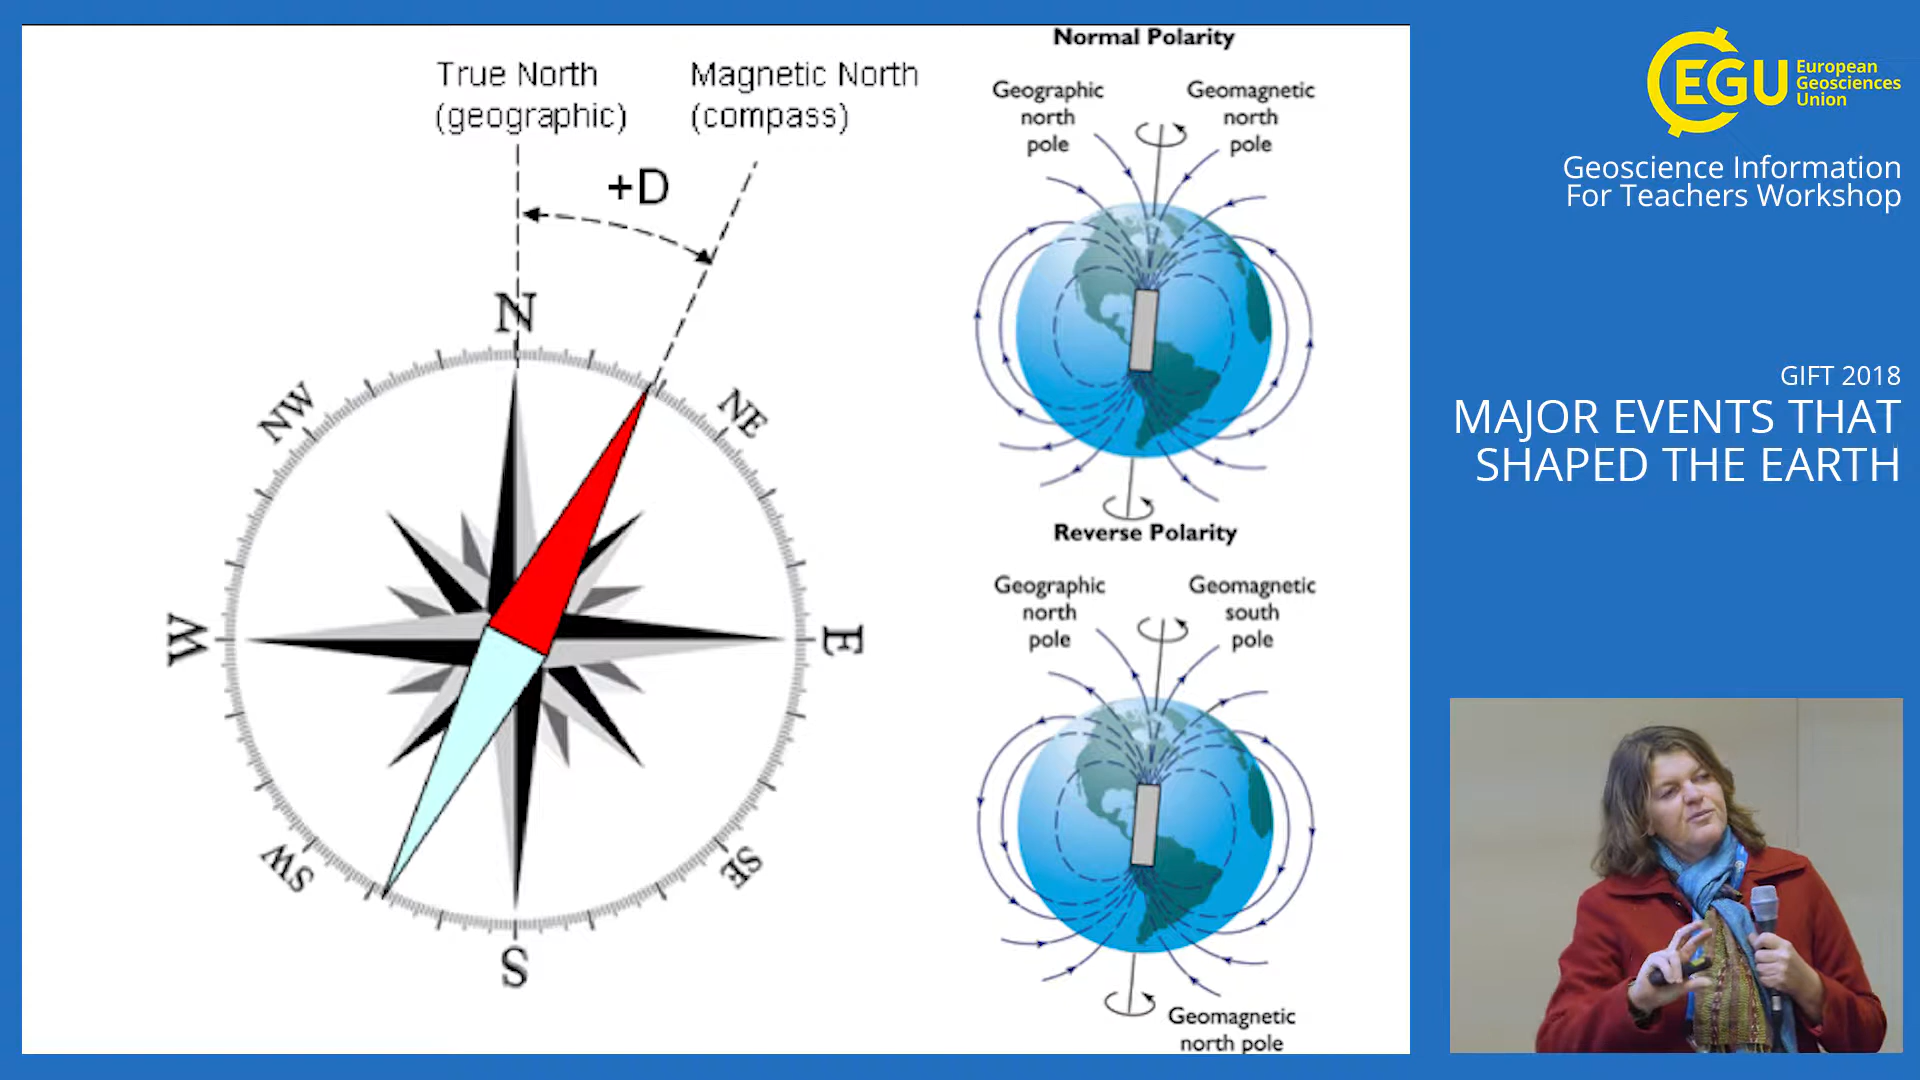 True North
(geographic)
Magnetic North
(compass)
+D
N
NW
NE
W
E
SW
SE
S
Normal Polarity
Geographic
north
pole
Geomagnetic
north
pole
Reverse Polarity
Geographic
north
pole
Geomagnetic
south
pole
Geomagnetic
north pole
EGU
European
Geosciences
Union
Geoscience Information
For Teachers Workshop
GIFT 2018
MAJOR EVENTS THAT
SHAPED THE EARTH